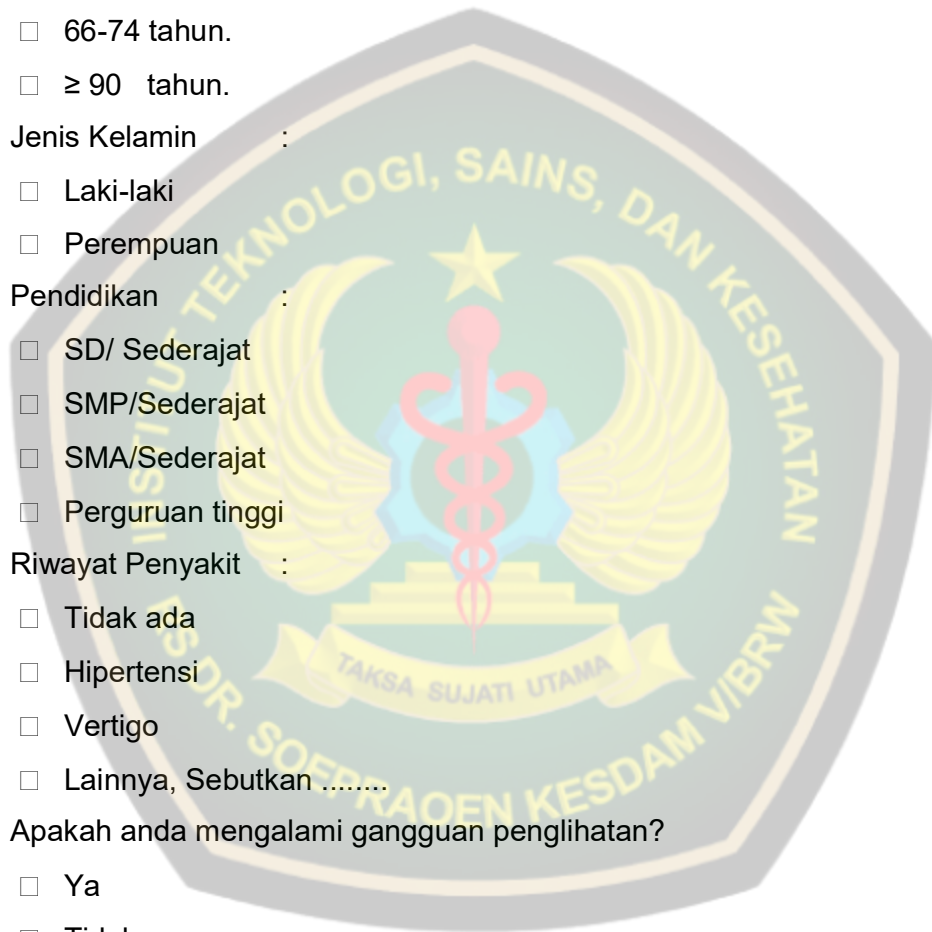 ☐ 66-74 tahun.
☐ ≥ 90 tahun.
Jenis Kelamin :
☐ Laki-laki
☐ Perempuan
Pendidikan :
☐ SD/ Sederajat
☐ SMP/Sederajat
☐ SMA/Sederajat
☐ Perguruan tinggi
Riwayat Penyakit :
☐ Tidak ada
☐ Hipertensi
☐ Vertigo
☐ Lainnya, Sebutkan ........
Apakah anda mengalami gangguan penglihatan?
☐ Ya
INSTITUT TEKNOLOGI, SAINS, DAN KESEHATAN
TAKSA SUJATI UTAMA
RS DR. SOEPRAOEN KESDAM V/BRW